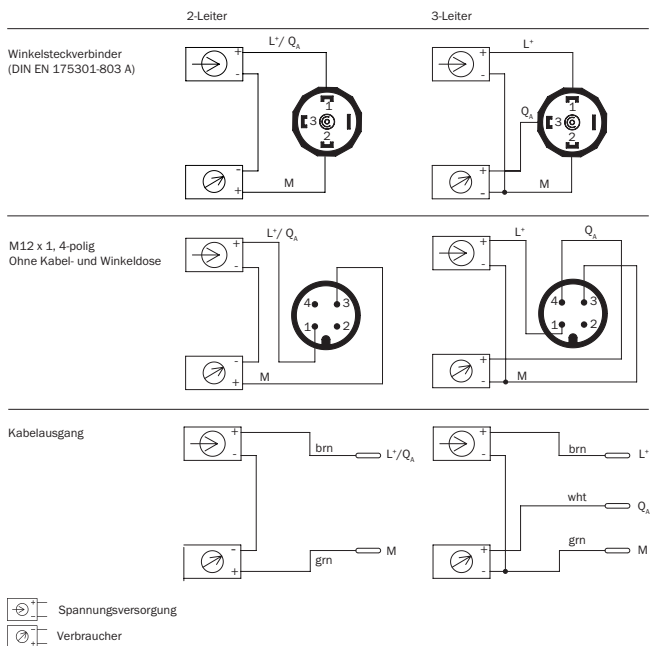 2-Leiter 3-Leiter
Winkelsteckverbinder
(DIN EN 175301-803 A)
+ L⁺/ Q_A + L⁺
- -
1 1
3 Q_A 3
2 2
- +
+ M - M
M12 x 1, 4-polig
Ohne Kabel- und Winkeldose
+ L⁺/ Q_A + L⁺ Q_A
- -
4 3 4 3
1 2 1 2
- +
+ M - M
Kabelausgang
+ brn L⁺/Q_A + brn L⁺
- -
wht Q_A
- grn M + grn M
+ -
+ - Spannungsversorgung
- + Verbraucher